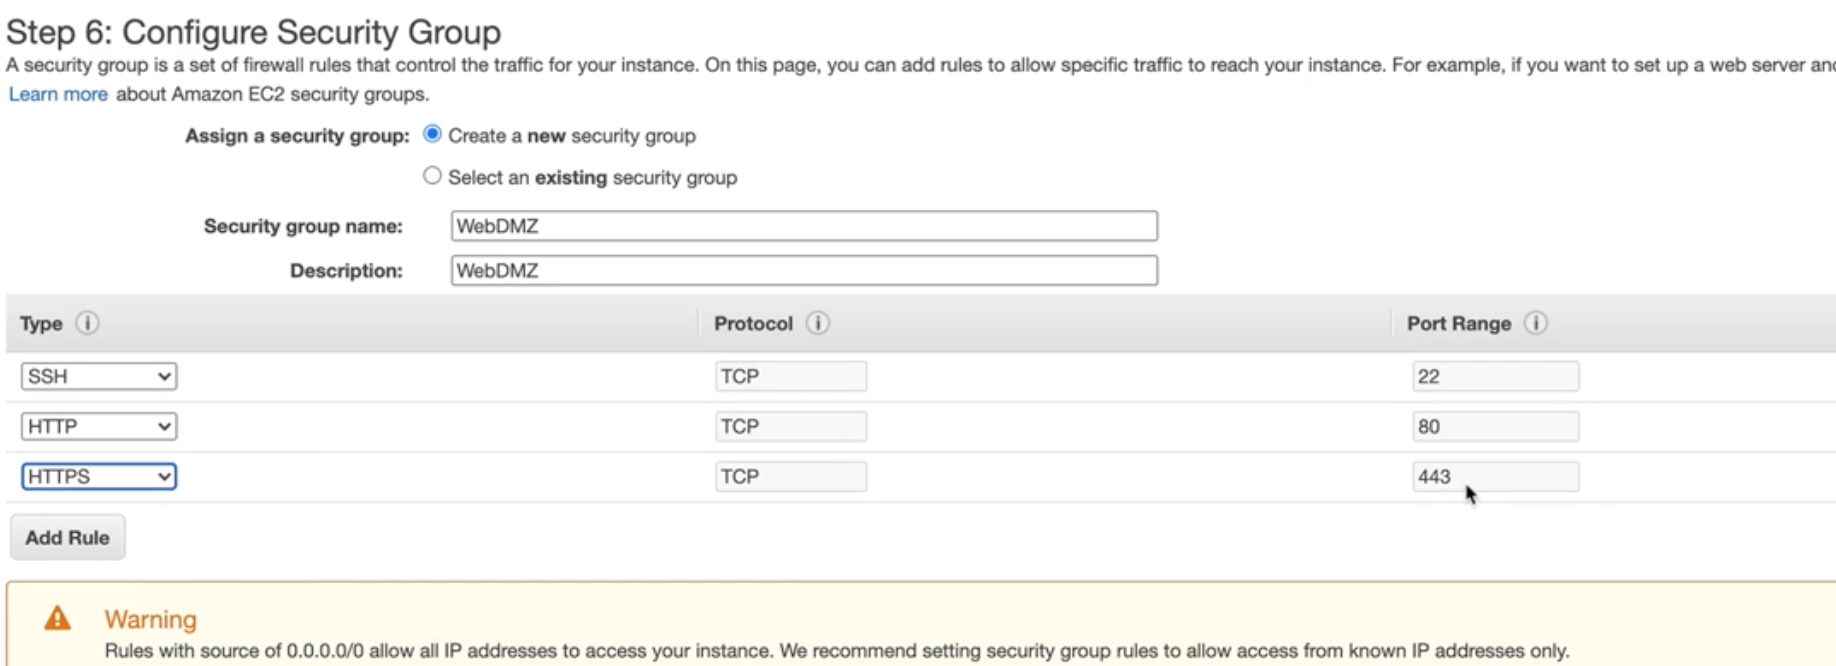 Step 6: Configure Security Group
A security group is a set of firewall rules that control the traffic for your instance. On this page, you can add rules to allow specific traffic to reach your instance. For example, if you want to set up a web server and
Learn more about Amazon EC2 security groups.
Assign a security group: Create a new security group
Select an existing security group
Security group name: WebDMZ
Description: WebDMZ
Type Protocol Port Range
SSH TCP 22
HTTP TCP 80
HTTPS TCP 443
Add Rule
Warning
Rules with source of 0.0.0.0/0 allow all IP addresses to access your instance. We recommend setting security group rules to allow access from known IP addresses only.